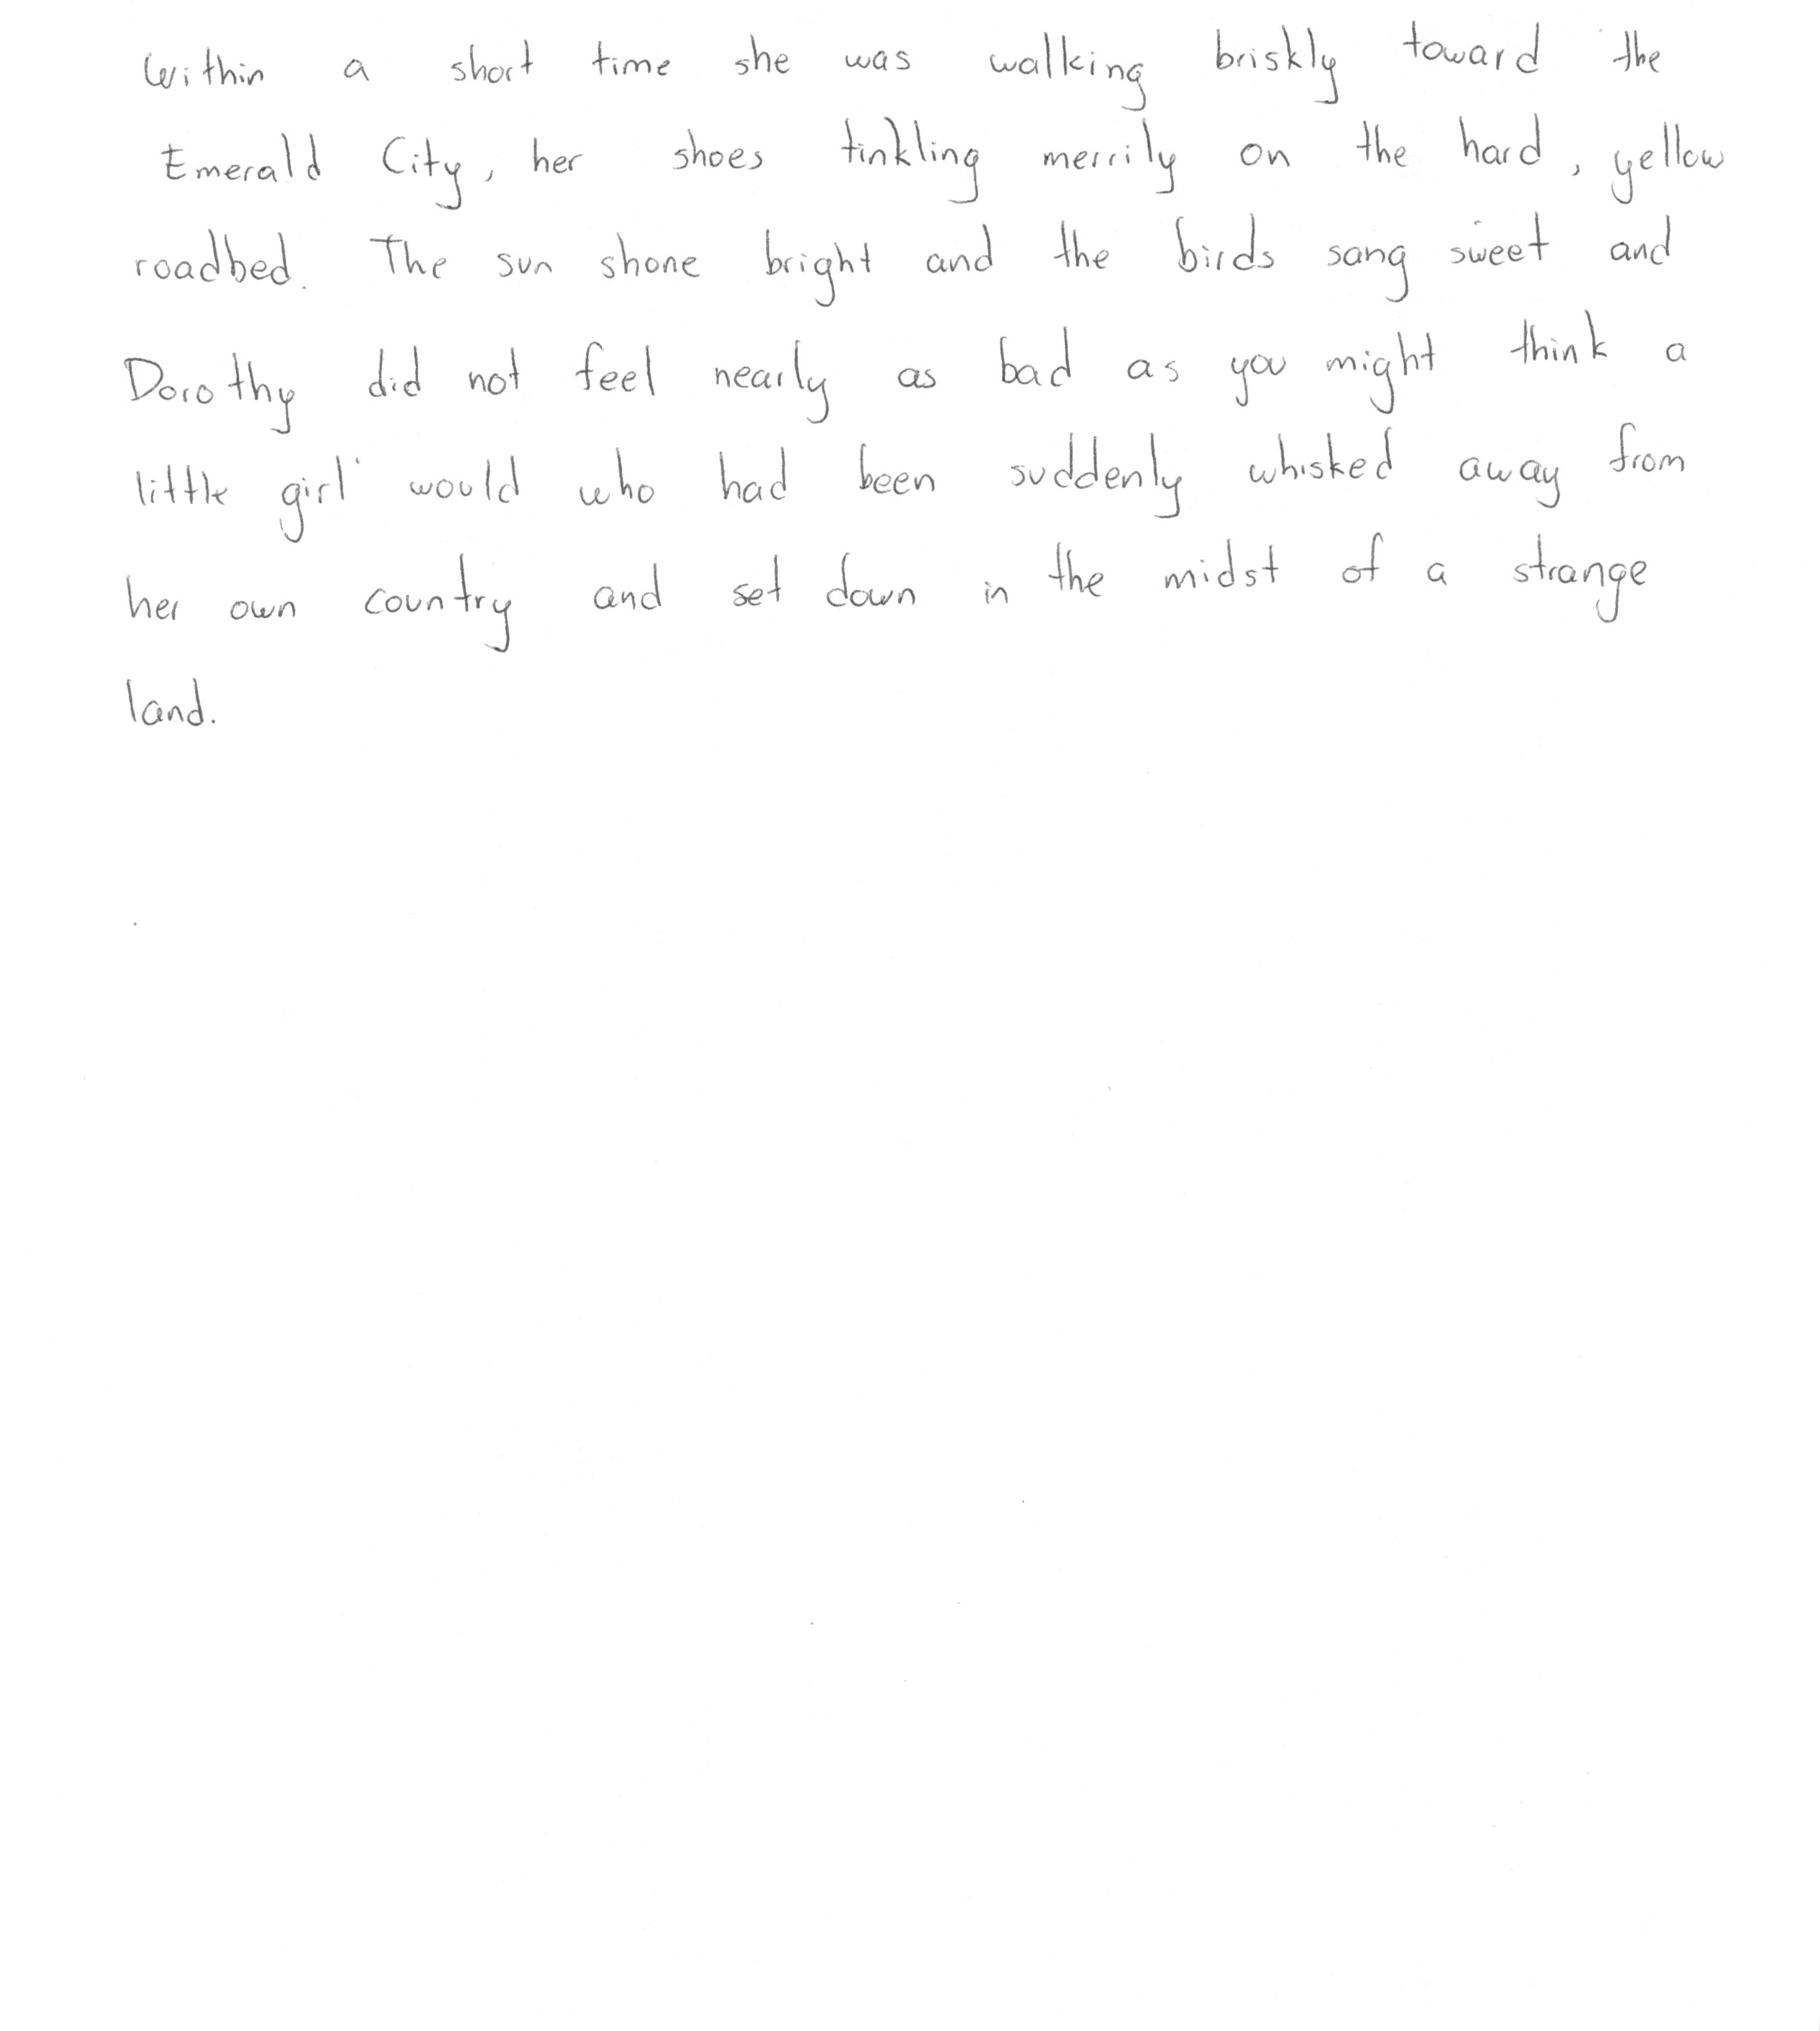 Within a short time she was walking briskly toward the
Emerald City, her shoes tinkling merrily on the hard, yellow
roadbed. The sun shone bright and the birds sang sweet and
Dorothy did not feel nearly as bad as you might think a
little girl would who had been suddenly whisked away from
her own country and set down in the midst of a strange
land.